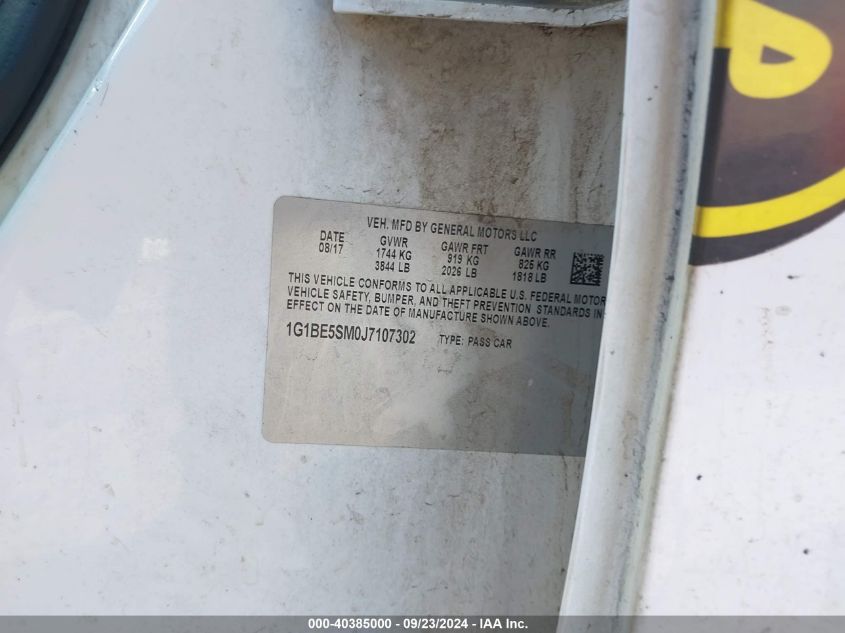 VEH. MFD BY GENERAL MOTORS LLC
DATE GVWR GAWR FRT GAWR RR
08/17 1744 KG 919 KG 825 KG
3844 LB 2026 LB 1818 LB
THIS VEHICLE CONFORMS TO ALL APPLICABLE U.S. FEDERAL MOTOR
VEHICLE SAFETY, BUMPER, AND THEFT PREVENTION STANDARDS IN
EFFECT ON THE DATE OF MANUFACTURE SHOWN ABOVE.
1G1BE5SM0J7107302 TYPE: PASS CAR
000-40385000 - 09/23/2024 - IAA Inc.